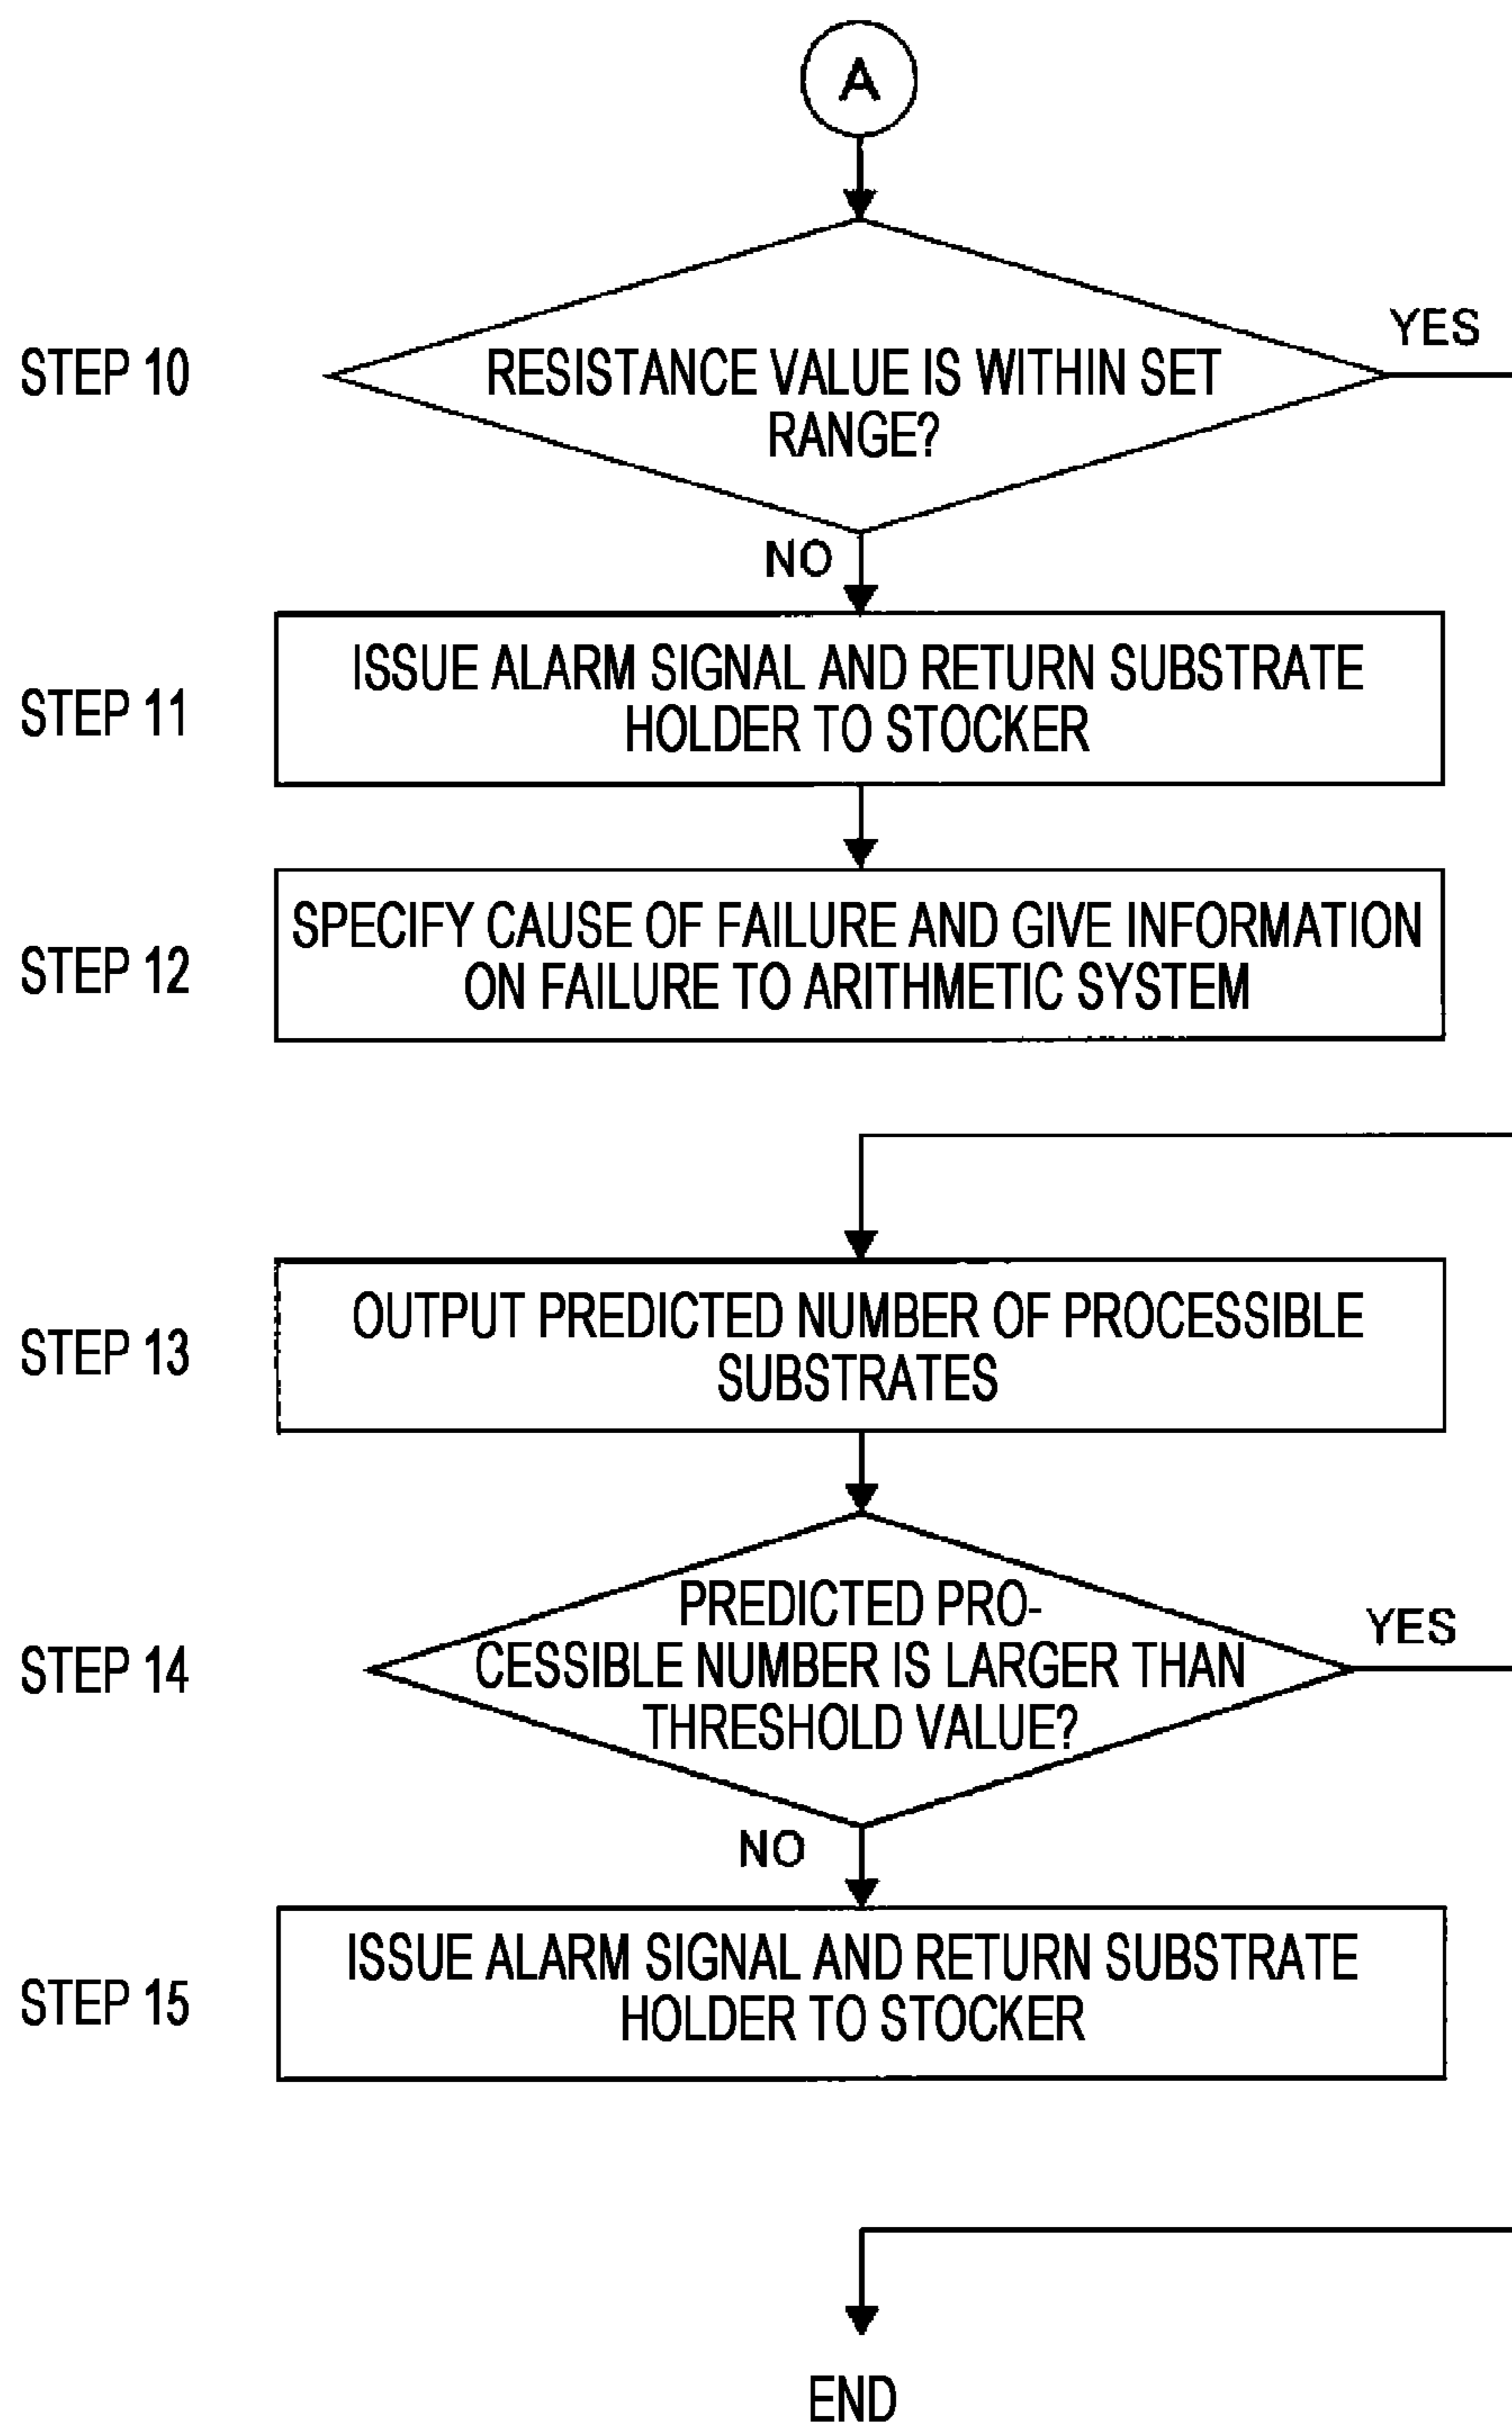 A
YES
STEP 10
RESISTANCE VALUE IS WITHIN SET
RANGE?
NO
STEP 11
ISSUE ALARM SIGNAL AND RETURN SUBSTRATE
HOLDER TO STOCKER
STEP 12
SPECIFY CAUSE OF FAILURE AND GIVE INFORMATION
ON FAILURE TO ARITHMETIC SYSTEM
STEP 13
OUTPUT PREDICTED NUMBER OF PROCESSIBLE
SUBSTRATES
STEP 14
PREDICTED PRO-
CESSIBLE NUMBER IS LARGER THAN
THRESHOLD VALUE?
YES
NO
STEP 15
ISSUE ALARM SIGNAL AND RETURN SUBSTRATE
HOLDER TO STOCKER
END